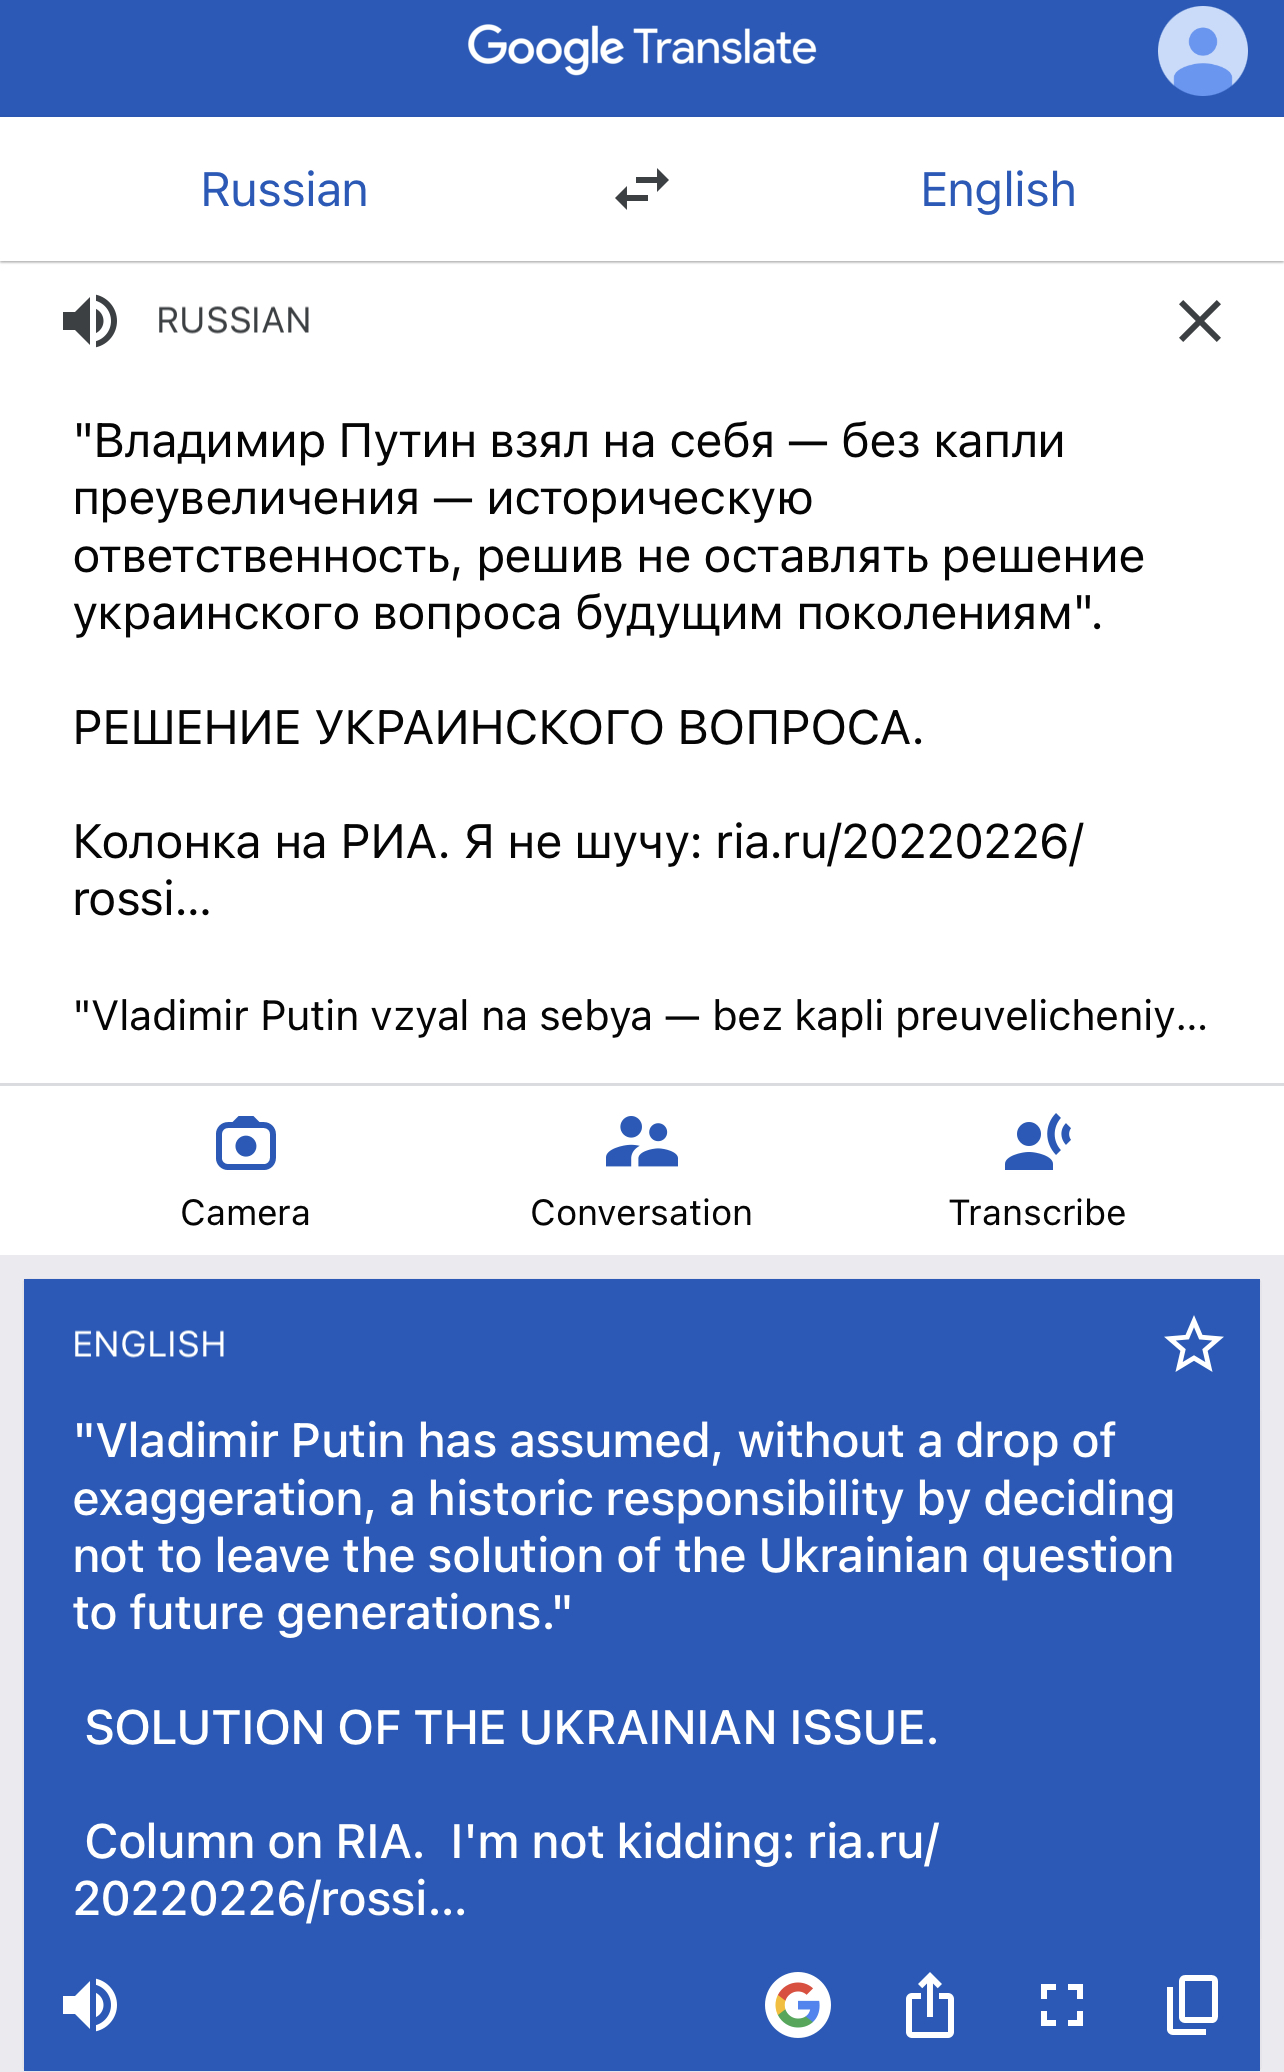 Google Translate
Russian
English
RUSSIAN
"Владимир Путин взял на себя — без капли
преувеличения — историческую
ответственность, решив не оставлять решение
украинского вопроса будущим поколениям".
РЕШЕНИЕ УКРАИНСКОГО ВОПРОСА.
Колонка на РИА. Я не шучу: ria.ru/20220226/
rossi...
"Vladimir Putin vzyal na sebya — bez kapli preuvelicheniy...
Camera
Conversation
Transcribe
ENGLISH
"Vladimir Putin has assumed, without a drop of
exaggeration, a historic responsibility by deciding
not to leave the solution of the Ukrainian question
to future generations."
SOLUTION OF THE UKRAINIAN ISSUE.
Column on RIA.  I'm not kidding: ria.ru/
20220226/rossi...
G